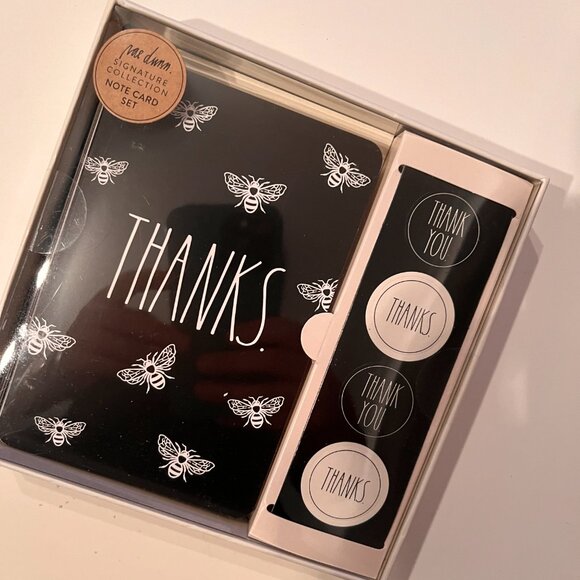 rae dunn.
SIGNATURE
COLLECTION
NOTE CARD
SET
THANKS.
THANK
YOU
THANKS.
THANK
YOU
THANKS.